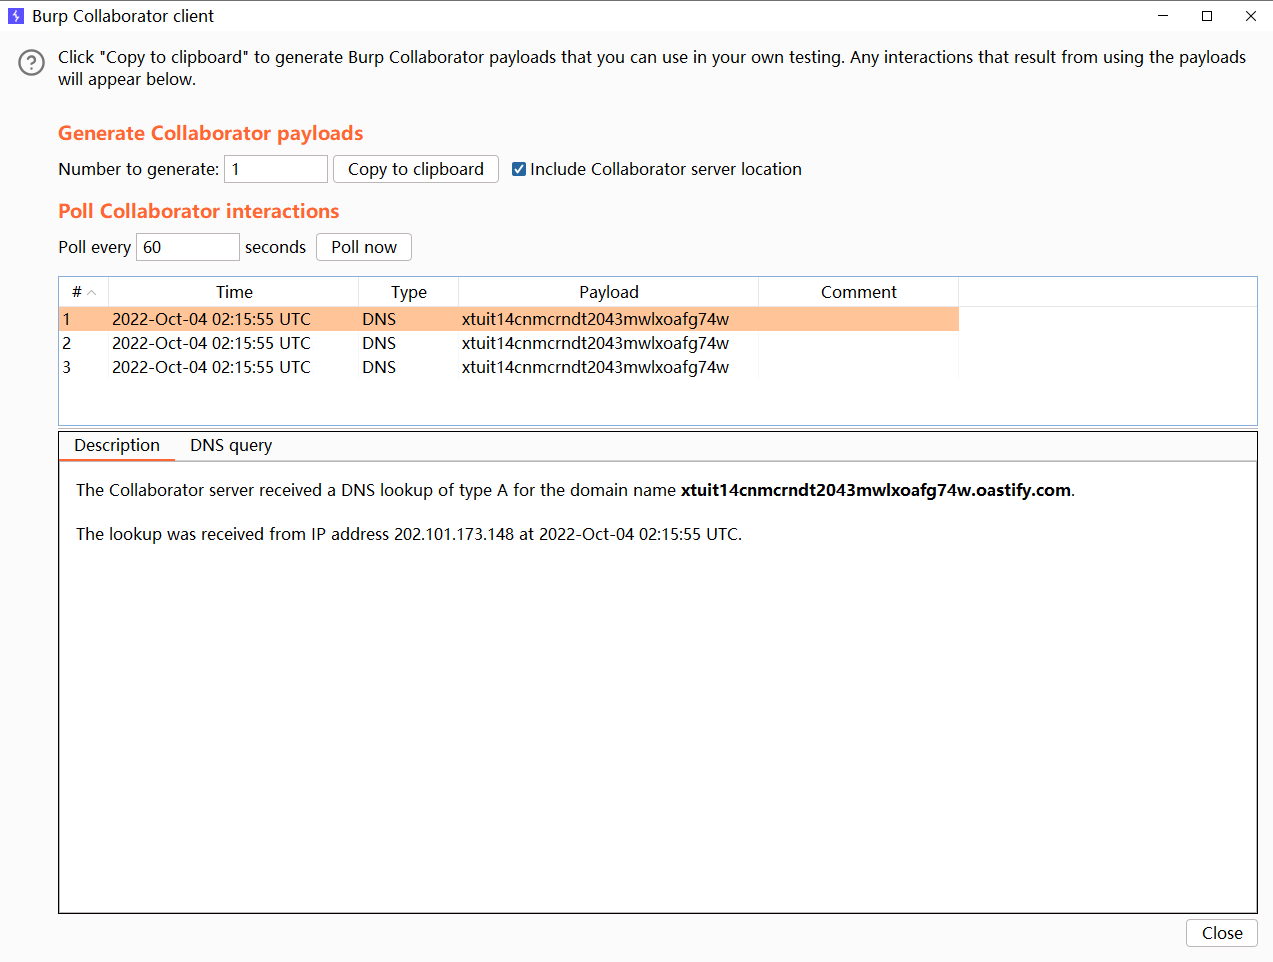 Burp Collaborator client
Click "Copy to clipboard" to generate Burp Collaborator payloads that you can use in your own testing. Any interactions that result from using the payloads
will appear below.
Generate Collaborator payloads
Number to generate: 1 Copy to clipboard Include Collaborator server location
Poll Collaborator interactions
Poll every 60 seconds Poll now
# Time Type Payload Comment
1 2022-Oct-04 02:15:55 UTC DNS xtuit14cnmcrndt2043mwlxoafg74w
2 2022-Oct-04 02:15:55 UTC DNS xtuit14cnmcrndt2043mwlxoafg74w
3 2022-Oct-04 02:15:55 UTC DNS xtuit14cnmcrndt2043mwlxoafg74w
Description DNS query
The Collaborator server received a DNS lookup of type A for the domain name xtuit14cnmcrndt2043mwlxoafg74w.oastify.com.
The lookup was received from IP address 202.101.173.148 at 2022-Oct-04 02:15:55 UTC.
Close